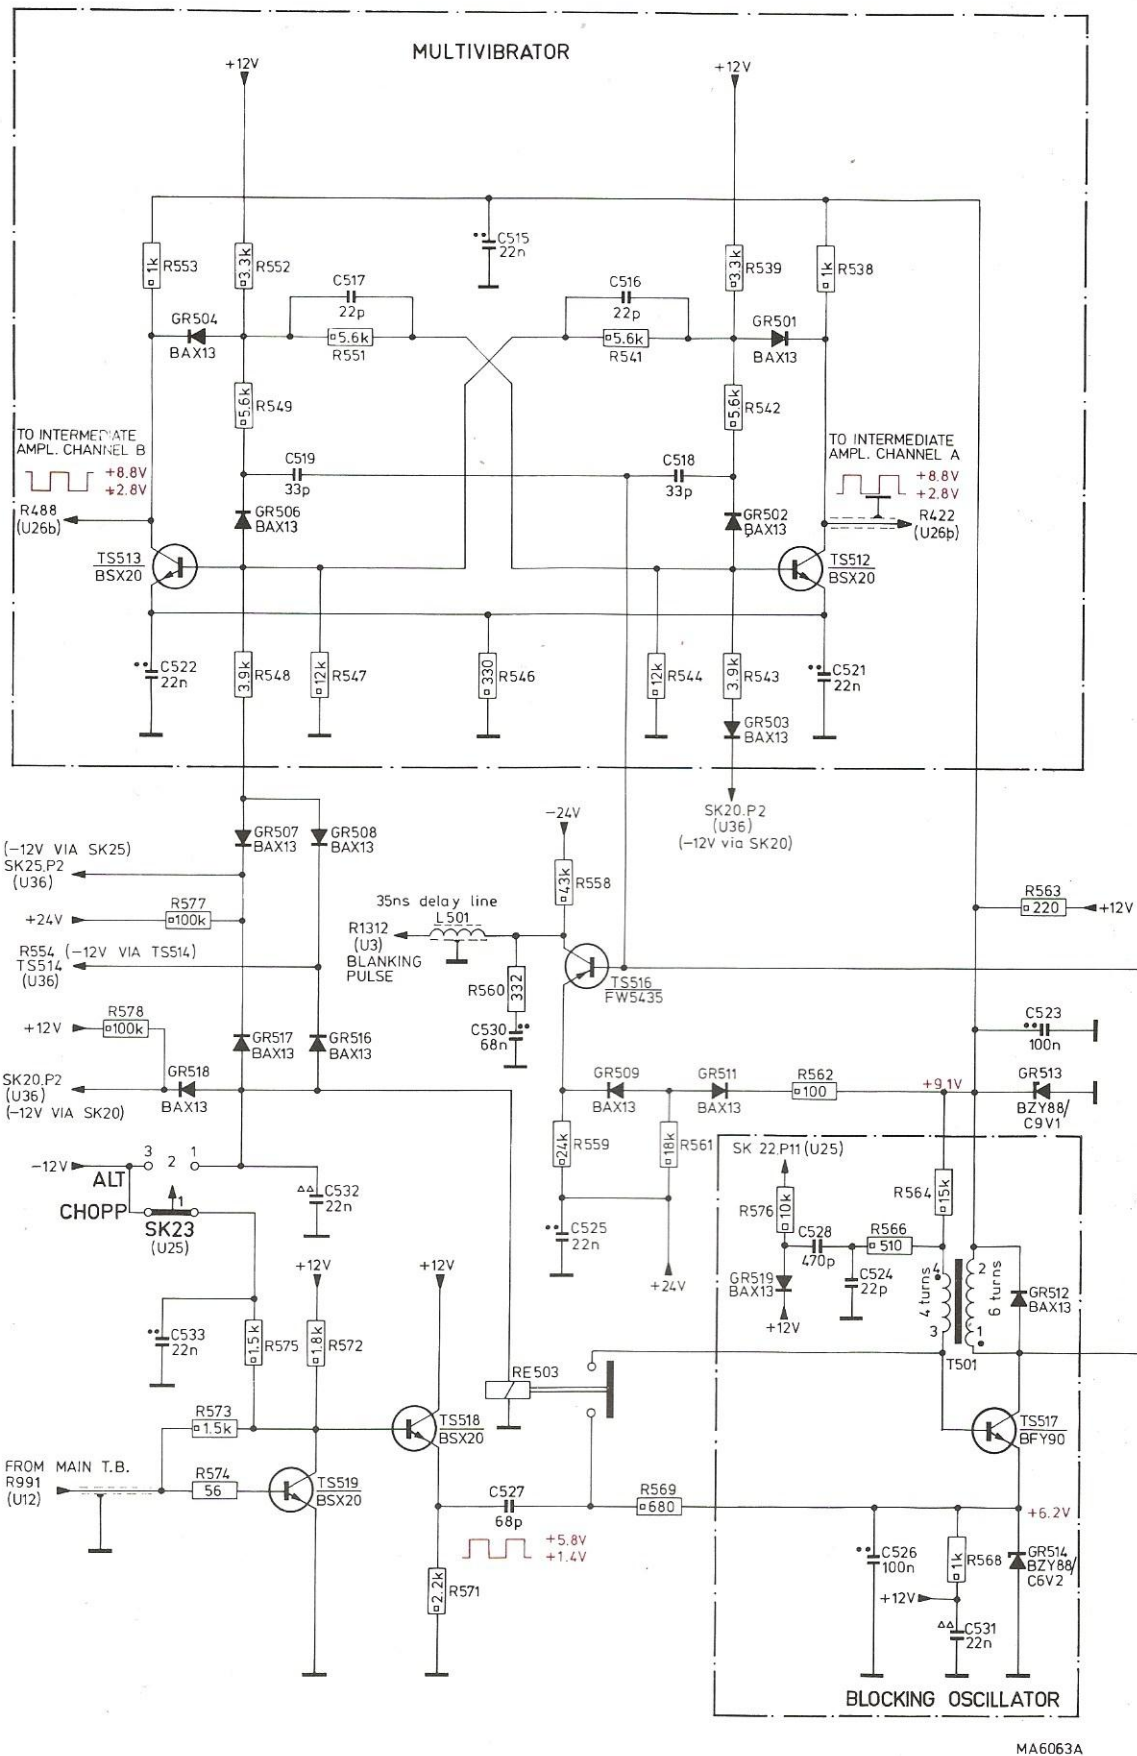 MULTIVIBRATOR
+12V
+12V
1k R553
3.3k R552
C515
22n
3.3k R539
1k R538
C517
22p
C516
22p
GR504
BAX13
5.6k
R551
5.6k
R541
GR501
BAX13
5.6k R549
5.6k R542
TO INTERMEDIATE
AMPL. CHANNEL B
+8.8V
+2.8V
R488
(U26b)
C519
33p
C518
33p
TO INTERMEDIATE
AMPL. CHANNEL A
+8.8V
+2.8V
R422
(U26b)
GR506
BAX13
GR502
BAX13
TS513
BSX20
TS512
BSX20
C522
22n
3.9k R548
12k R547
330 R546
12k R544
3.9k R543
C521
22n
GR503
BAX13
SK20.P2
(U36)
(-12V via SK20)
GR507
BAX13
GR508
BAX13
(-12V VIA SK25)
SK25.P2
(U36)
R577
+24V 100k
R554 (-12V VIA TS514)
TS514
(U36)
R578
+12V 100k
GR517
BAX13
GR516
BAX13
SK20.P2
(U36)
(-12V VIA SK20)
GR518
BAX13
-24V
43k R558
35ns delay line
L501
R1312
(U3)
BLANKING
PULSE
R560 332
C530
68n
TS516
FW5435
R563
220 +12V
C523
100n
GR509
BAX13
GR511
BAX13
R562
100
+9.1V
GR513
BZY88/
C9V1
24k R559
18k R561
C525
22n
+24V
-12V 3 2 1
ALT
CHOPP 1
SK23
(U25)
C532
22n
SK 22.P11 (U25)
R576 10k
C528
470p
R566
510
R564 15k
GR519
BAX13
+12V
C524
22p
4
4 turns
3
2
6 turns
1
T501
GR512
BAX13
+12V
+12V
C533
22n
1.5k R575
1.8k R572
RE503
R573
1.5k
TS518
BSX20
TS517
BFY90
FROM MAIN T.B.
R991
(U12)
R574
56
TS519
BSX20
C527
68p
+5.8V
+1.4V
R569
680
+6.2V
2.2k R571
C526
100n
1k R568
GR514
BZY88/
C6V2
+12V
C531
22n
BLOCKING OSCILLATOR
MA6063A